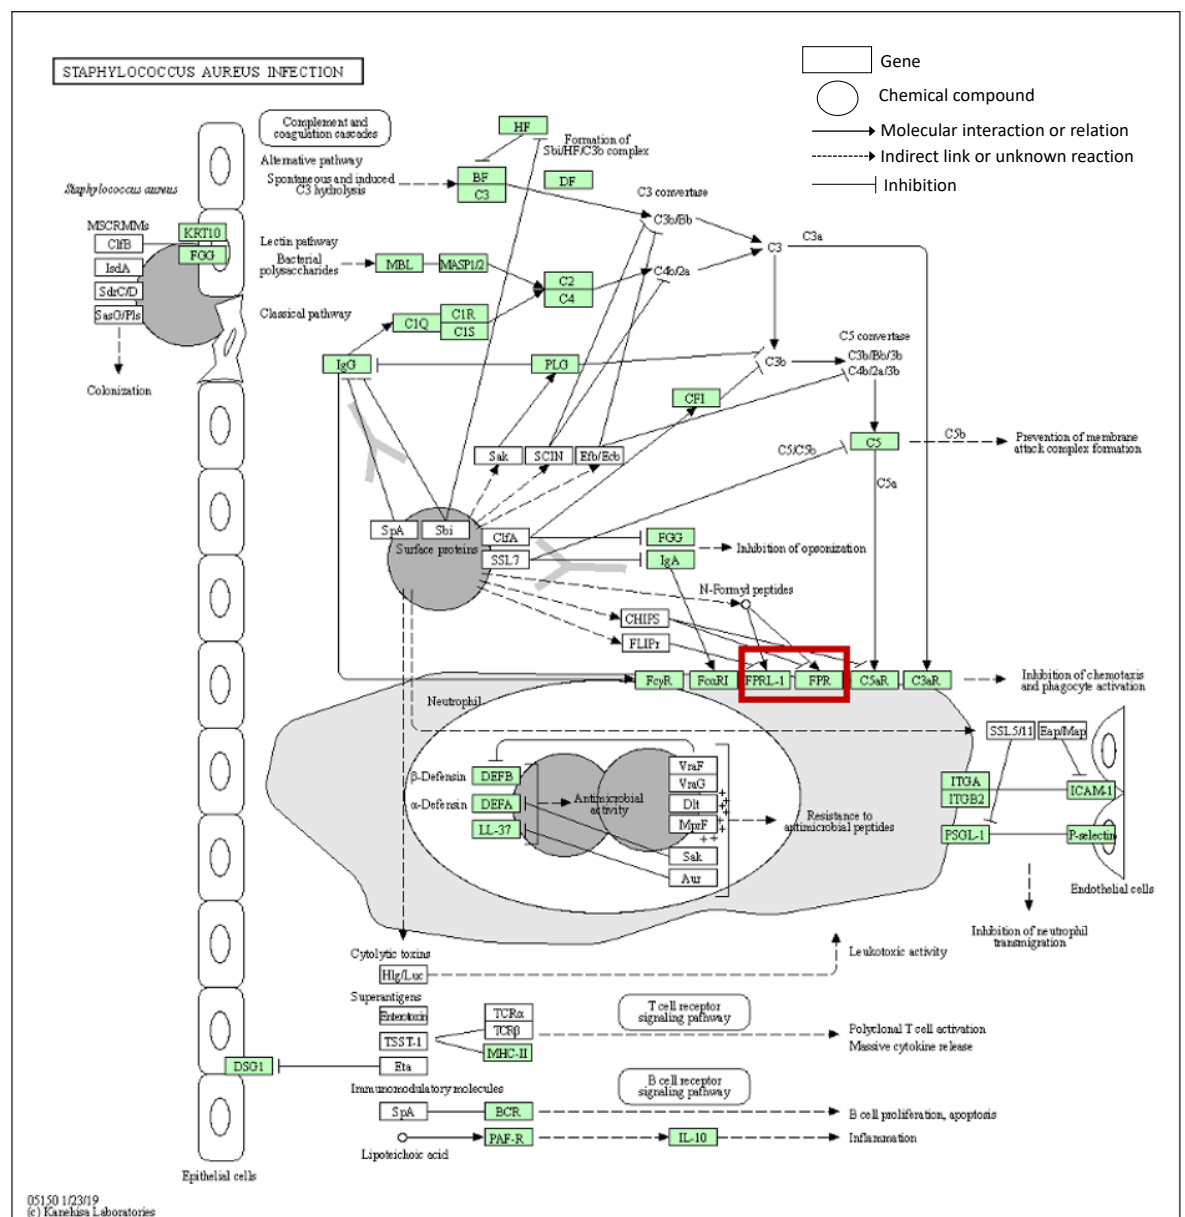 STAPHYLOCOCCUS AUREUS INFECTION
Gene
Chemical compound
Molecular interaction or relation
Indirect link or unknown reaction
Inhibition
Complement and
coagulation cascades
Alternative pathway
Spontaneous and induced
C3 hydrolysis
HF
Formation of
Sbi/HF/C3b complex
BF
C3
DF
C3 convertase
C3b/Bb
C3
C3a
Staphylococcus aureus
MSCRMMs
ClfB
IsdA
SdrC/D
SasG/Pls
Colonization
KRT10
FGG
Lectin pathway
Bacterial
polysaccharides
MBL
MASP1/2
C2
C4
C4b/2a
Classical pathway
C1Q
C1R
C1S
IgG
PLG
C3b
C5 convertase
C3b/Bb/3b
C4b/2a/3b
CFI
Sak
SCIN
Efb/Ecb
C5/C5b
C5
C5b
Prevention of membrane
attack complex formation
C5a
SpA
Sbi
Surface proteins
ClfA
SSL7
FGG
IgA
Inhibition of opsonization
N-Formyl peptides
CHIPS
FLIPr
FcγR
FcαRI
FPRL-1
FPR
C5aR
C3aR
Inhibition of chemotaxis
and phagocyte activation
Neutrophil
SSL5/11
Eap/Map
β-Defensin
DEFB
α-Defensin
DEFA
LL-37
Antimicrobial
activity
VraF
VraG
Dlt
MprF
Sak
Aur
+
+
+
+
+
+ +
Resistance to
antimicrobial peptides
ITGA
ITGB2
ICAM-1
PSGL-1
P-selectin
Endothelial cells
Inhibition of neutrophil
transmigration
Cytolytic toxins
Hlg/Luc
Leukotoxic activity
Superantigens
Enterotoxin
TSST-1
Eta
TCRα
TCRβ
MHC-II
T cell receptor
signaling pathway
Polyclonal T cell activation
Massive cytokine release
DSG1
Immunomodulatory molecules
SpA
BCR
B cell receptor
signaling pathway
B cell proliferation, apoptosis
Lipoteichoic acid
PAF-R
IL-10
Inflammation
Epithelial cells
05150 1/23/19
(c) Kanehisa Laboratories